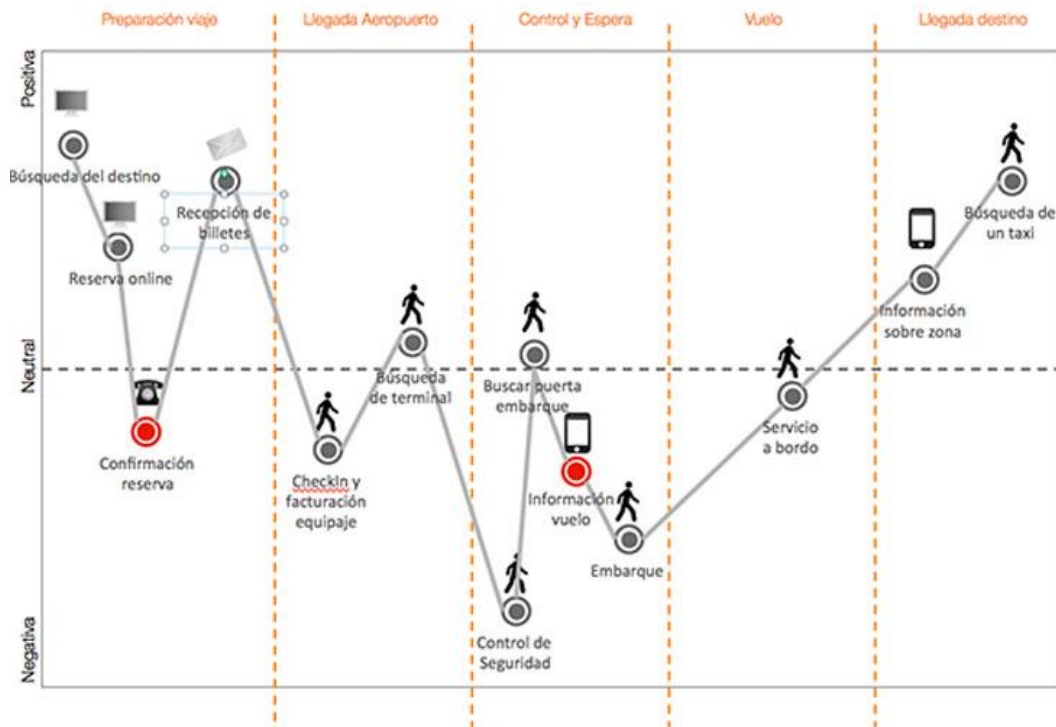 Preparación viaje
Llegada Aeropuerto
Control y Espera
Vuelo
Llegada destino
Positiva
Neutral
Negativa
Búsqueda del destino
Reserva online
Confirmación
reserva
Recepción de
billetes
CheckIn y
facturación
equipaje
Búsqueda
de terminal
Control de
Seguridad
Buscar puerta
embarque
Información
vuelo
Embarque
Servicio
a bordo
Información
sobre zona
Búsqueda de
un taxi